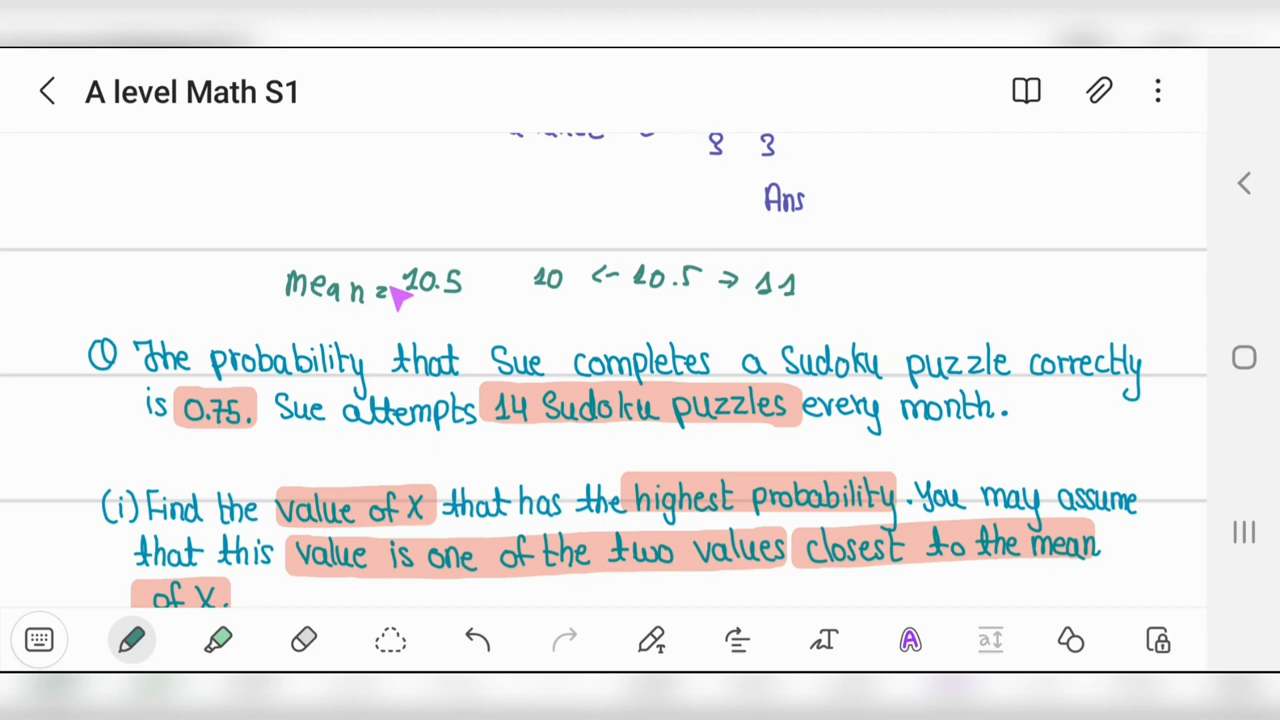 A level Math S1
8 3
Ans
mean = 10.5 10 <- 10.5 -> 11
Q The probability that Sue completes a Sudoku puzzle correctly
is 0.75. Sue attempts 14 Sudoku puzzles every month.
(i) Find the value of X that has the highest probability. You may assume
that this value is one of the two values closest to the mean
of X.